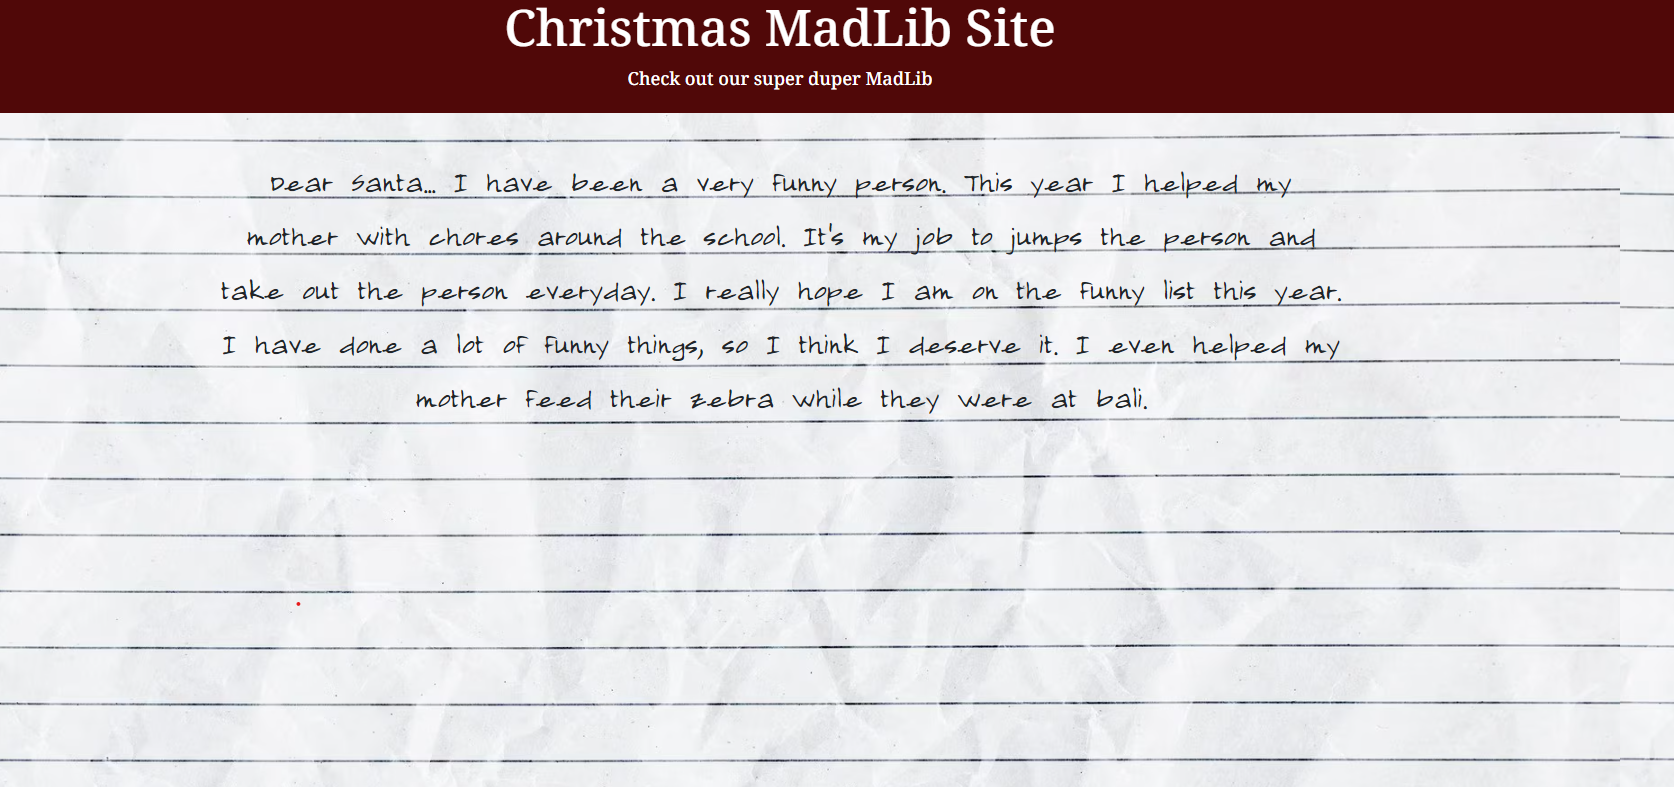 Christmas MadLib Site
Check out our super duper MadLib
Dear Santa... I have been a very funny person. This year I helped my
mother with chores around the school. It's my job to jumps the person and
take out the person everyday. I really hope I am on the funny list this year.
I have done a lot of funny things, so I think I deserve it. I even helped my
mother feed their zebra while they were at bali.